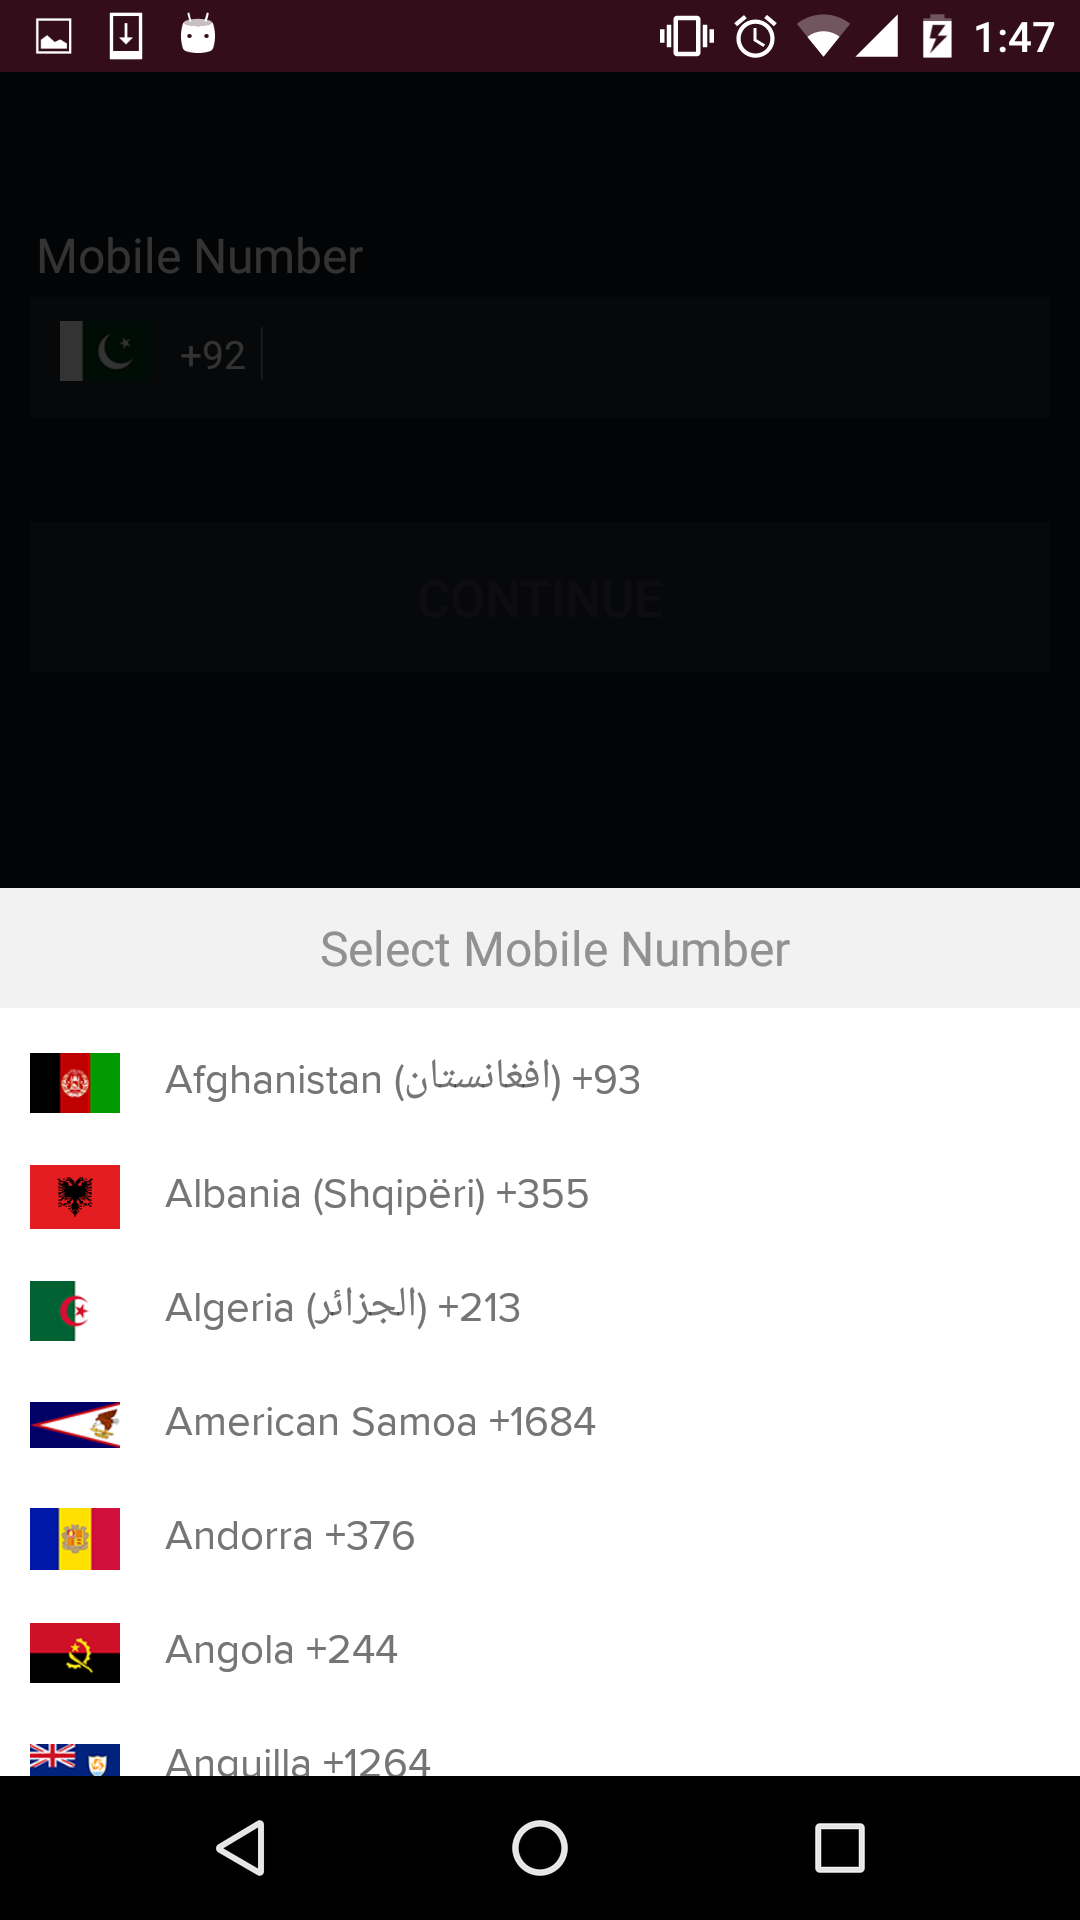 1:47
Mobile Number
+92
CONTINUE
Select Mobile Number
Afghanistan (افغانستان) +93
Albania (Shqipëri) +355
Algeria (الجزائر) +213
American Samoa +1684
Andorra +376
Angola +244
Anguilla +1264